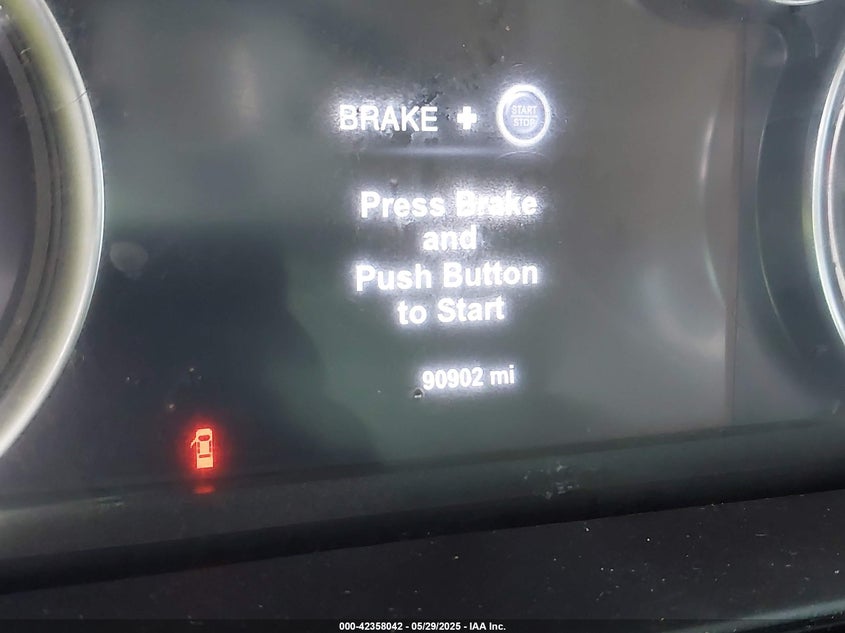 BRAKE + START
STOP
Press Brake
and
Push Button
to Start
90902 mi
000-42358042 - 05/29/2025 - IAA Inc.